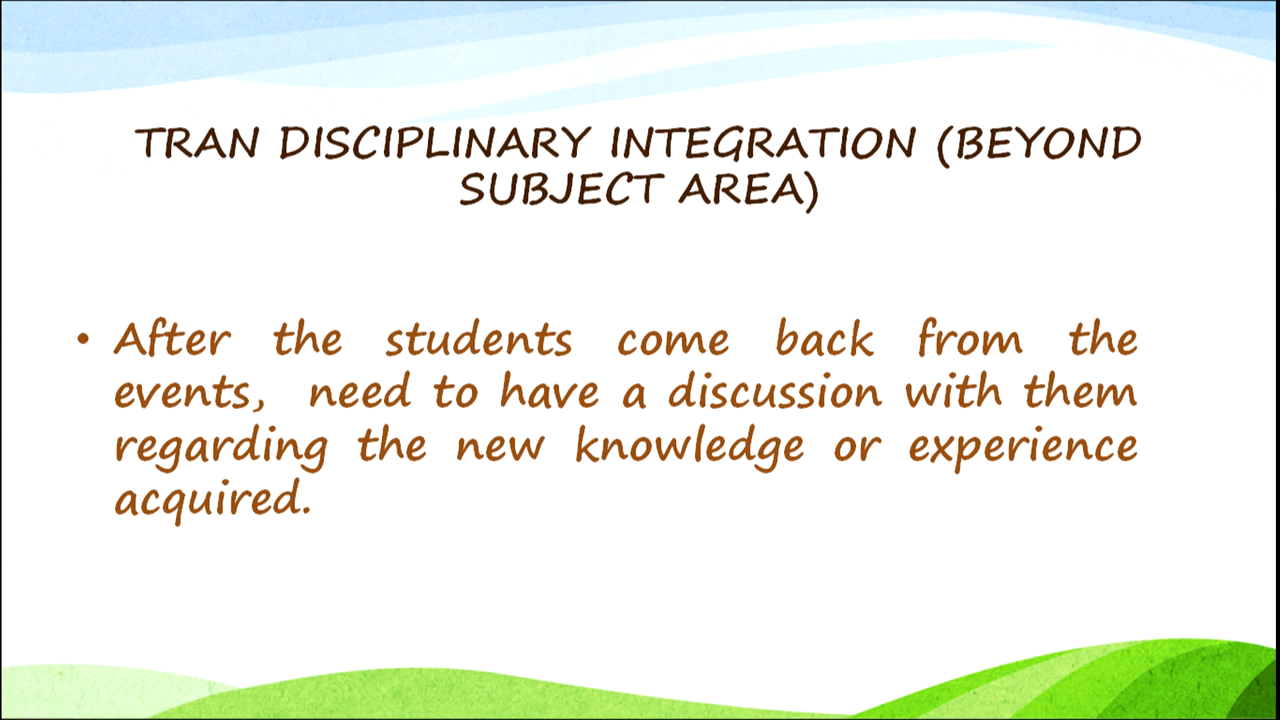 TRAN DISCIPLINARY INTEGRATION (BEYOND
SUBJECT AREA)
• After the students come back from the
events, need to have a discussion with them
regarding the new knowledge or experience
acquired.